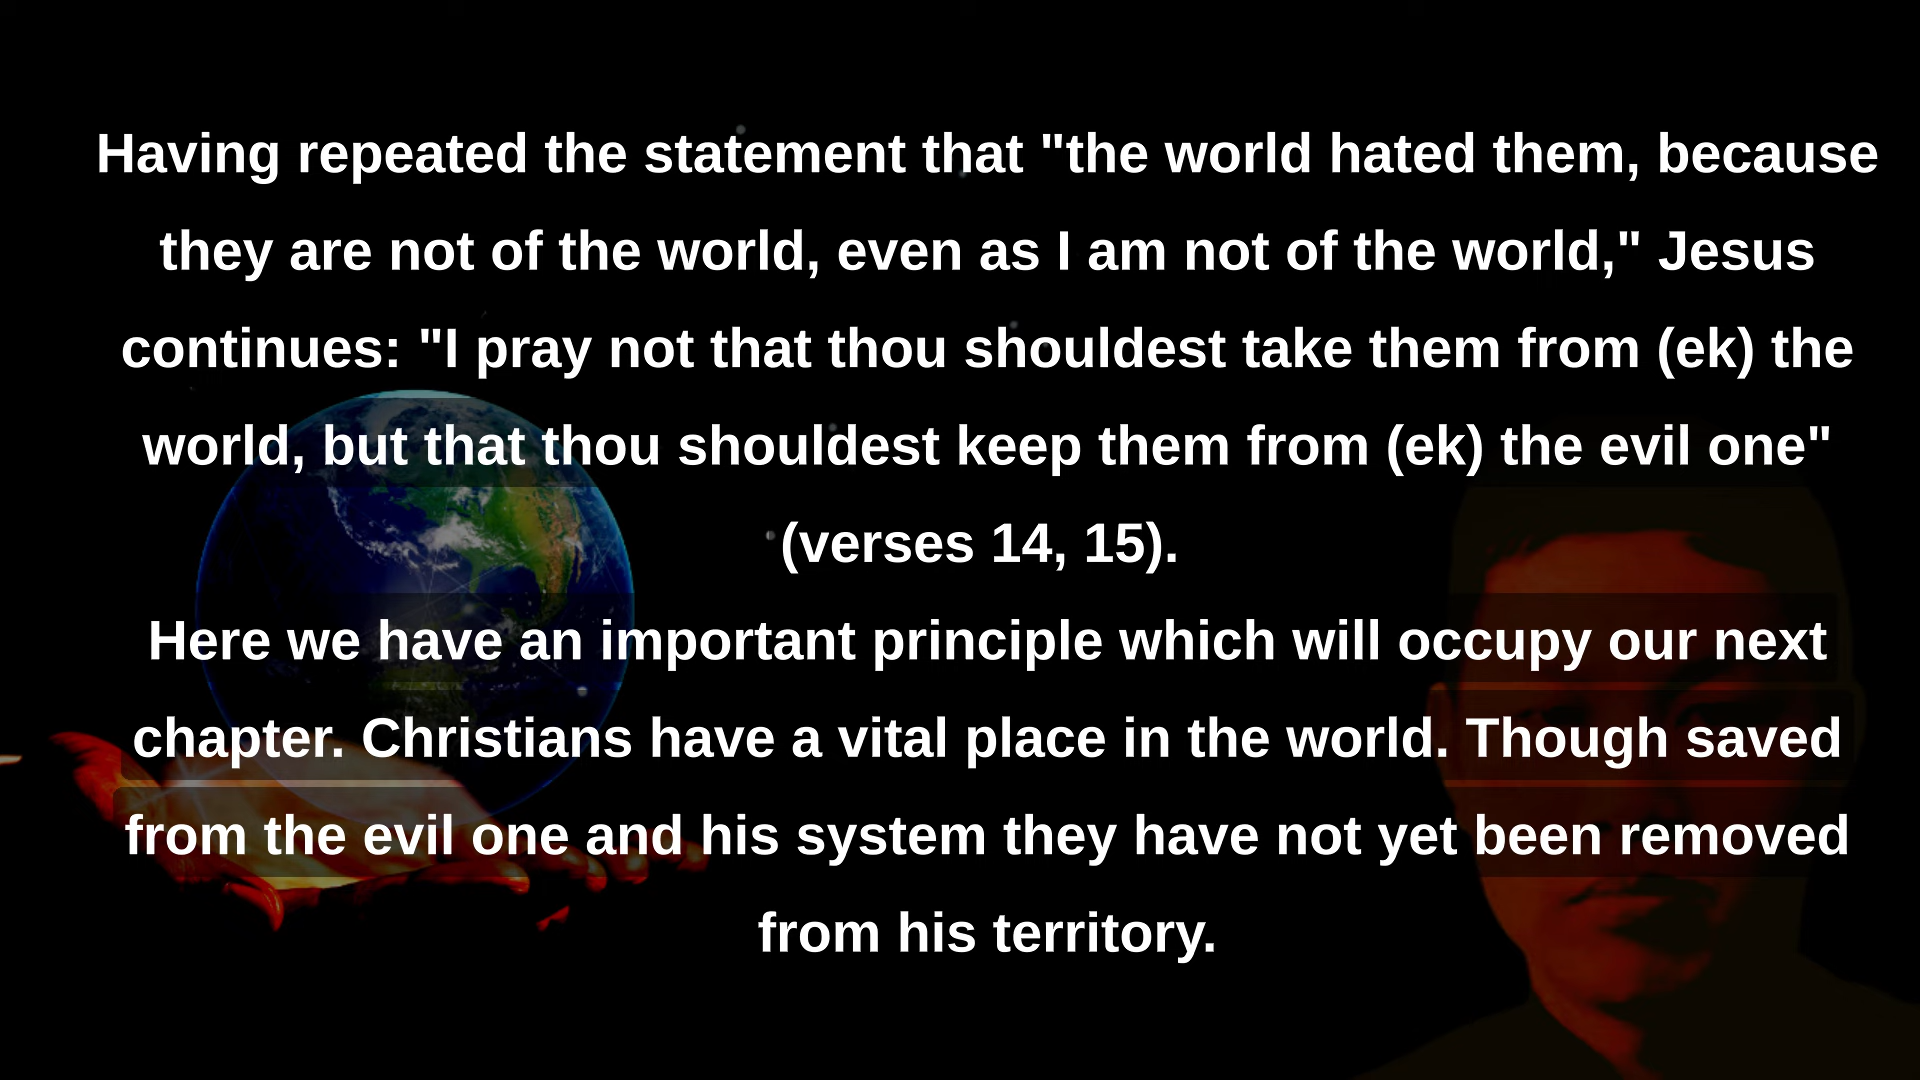 Having repeated the statement that "the world hated them, because
they are not of the world, even as I am not of the world," Jesus
continues: "I pray not that thou shouldest take them from (ek) the
world, but that thou shouldest keep them from (ek) the evil one"
(verses 14, 15).
Here we have an important principle which will occupy our next
chapter. Christians have a vital place in the world. Though saved
from the evil one and his system they have not yet been removed
from his territory.